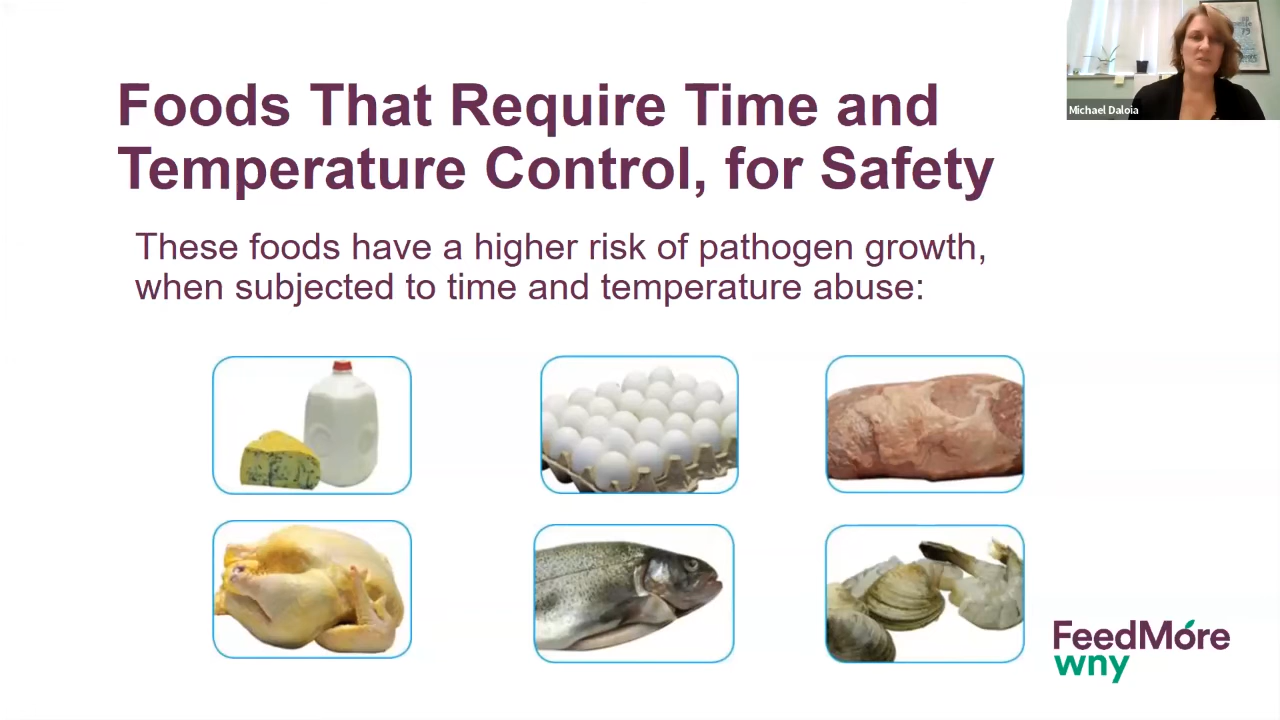 Foods That Require Time and
Temperature Control, for Safety
Michael Daloia
These foods have a higher risk of pathogen growth,
when subjected to time and temperature abuse:
FeedMóre
wny